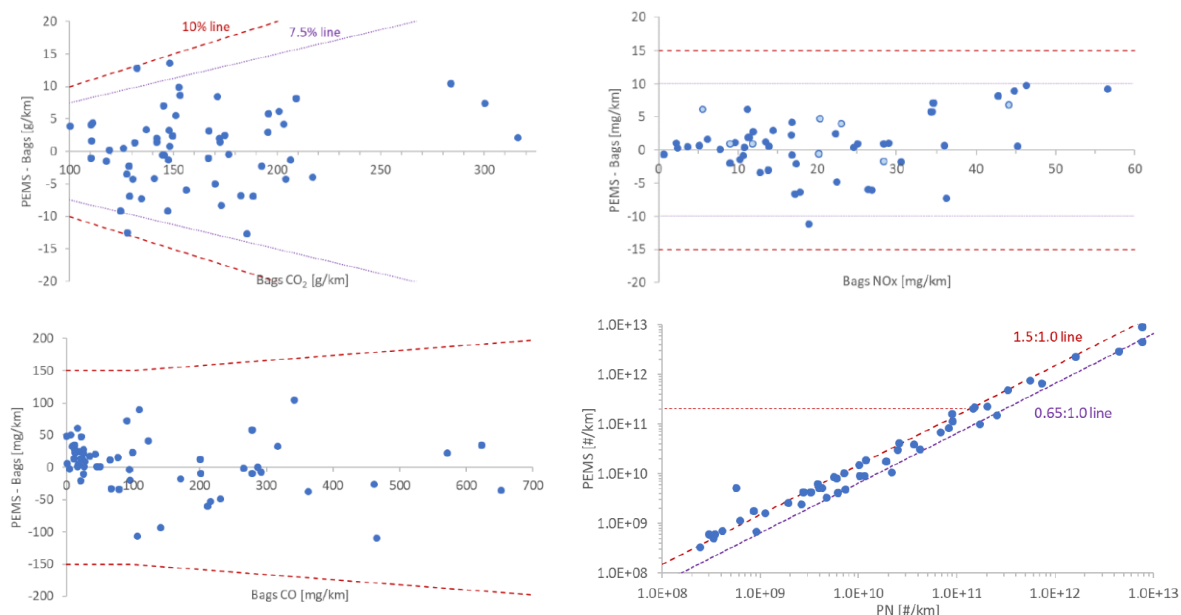 20
15
10
5
0
-5
-10
-15
-20
10% line
7.5% line
100 150 200 250 300
PEMS - Bags [g/km]
Bags CO2 [g/km]
20
15
10
5
0
-5
-10
-15
-20
0 10 20 30 40 50 60
PEMS - Bags [mg/km]
Bags NOx [mg/km]
200
150
100
50
0
-50
-100
-150
-200
0 100 200 300 400 500 600 700
PEMS - Bags [mg/km]
Bags CO [mg/km]
1.0E+13
1.0E+12
1.0E+11
1.0E+10
1.0E+09
1.0E+08
1.5:1.0 line
0.65:1.0 line
PEMS [#/km]
1.0E+08 1.0E+09 1.0E+10 1.0E+11 1.0E+12 1.0E+13
PN [#/km]